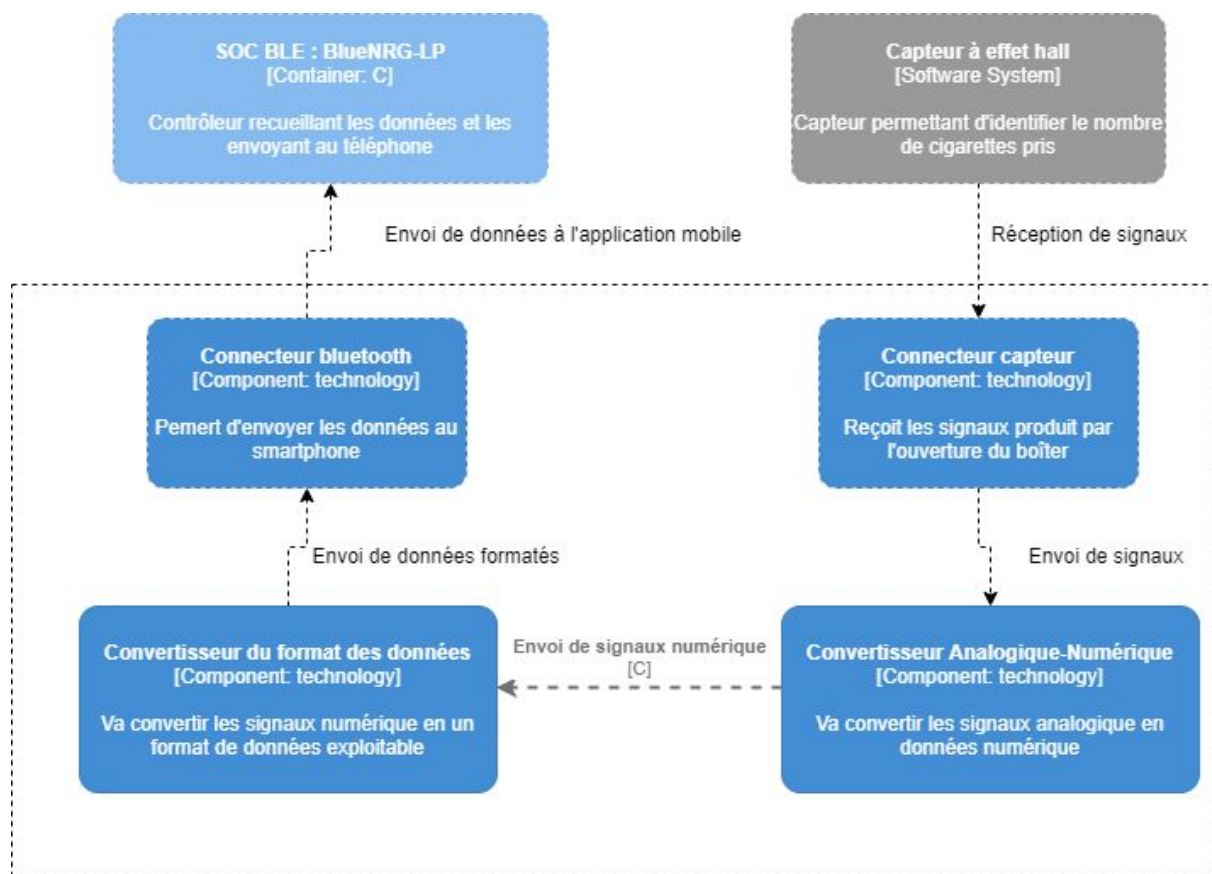 SOC BLE : BlueNRG-LP
[Container: C]
Contrôleur recueillant les données et les
envoyant au téléphone
Capteur à effet hall
[Software System]
Capteur permettant d'identifier le nombre
de cigarettes pris
Envoi de données à l'application mobile
Réception de signaux
Connecteur bluetooth
[Component: technology]
Pemert d'envoyer les données au
smartphone
Connecteur capteur
[Component: technology]
Reçoit les signaux produit par
l'ouverture du boîter
Envoi de données formatés
Envoi de signaux
Convertisseur du format des données
[Component: technology]
Va convertir les signaux numérique en un
format de données exploitable
Envoi de signaux numérique
[C]
Convertisseur Analogique-Numérique
[Component: technology]
Va convertir les signaux analogique en
données numérique